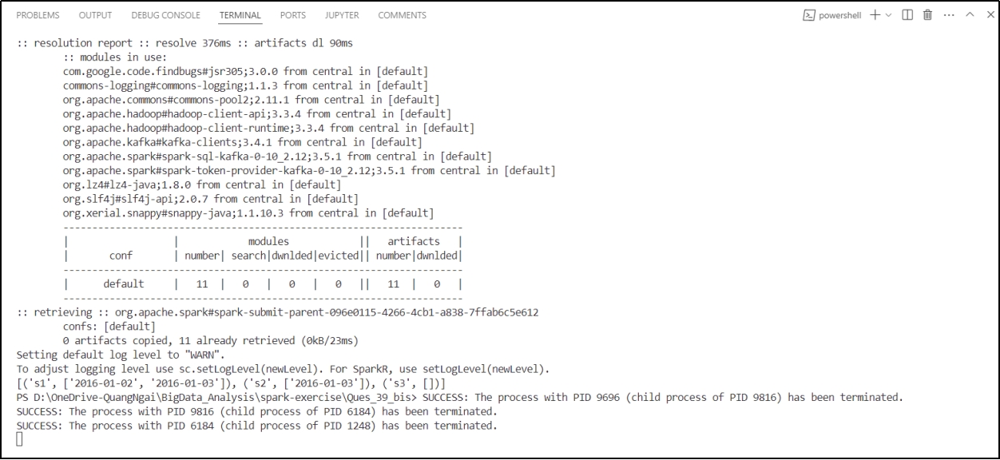 PROBLEMS OUTPUT DEBUG CONSOLE TERMINAL PORTS JUPYTER COMMENTS powershell
:: resolution report :: resolve 376ms :: artifacts dl 90ms
:: modules in use:
com.google.code.findbugs#jsr305;3.0.0 from central in [default]
commons-logging#commons-logging;1.1.3 from central in [default]
org.apache.commons#commons-pool2;2.11.1 from central in [default]
org.apache.hadoop#hadoop-client-api;3.3.4 from central in [default]
org.apache.hadoop#hadoop-client-runtime;3.3.4 from central in [default]
org.apache.kafka#kafka-clients;3.4.1 from central in [default]
org.apache.spark#spark-sql-kafka-0-10_2.12;3.5.1 from central in [default]
org.apache.spark#spark-token-provider-kafka-0-10_2.12;3.5.1 from central in [default]
org.lz4#lz4-java;1.8.0 from central in [default]
org.slf4j#slf4j-api;2.0.7 from central in [default]
org.xerial.snappy#snappy-java;1.1.10.3 from central in [default]
---------------------------------------------------------------------
|                  |            modules            ||   artifacts   |
|       conf       | number| search|dwnlded|evicted|| number|dwnlded|
---------------------------------------------------------------------
|      default     |   11  |   0   |   0   |   0   ||   11  |   0   |
---------------------------------------------------------------------
:: retrieving :: org.apache.spark#spark-submit-parent-096e0115-4266-4cb1-a838-7ffab6c5e612
confs: [default]
0 artifacts copied, 11 already retrieved (0kB/23ms)
Setting default log level to "WARN".
To adjust logging level use sc.setLogLevel(newLevel). For SparkR, use setLogLevel(newLevel).
[('s1', ['2016-01-02', '2016-01-03']), ('s2', ['2016-01-03']), ('s3', [])]
PS D:\OneDrive-QuangNgai\BigData_Analysis\spark-exercise\Ques_39_bis> SUCCESS: The process with PID 9696 (child process of PID 9816) has been terminated.
SUCCESS: The process with PID 9816 (child process of PID 6184) has been terminated.
SUCCESS: The process with PID 6184 (child process of PID 1248) has been terminated.